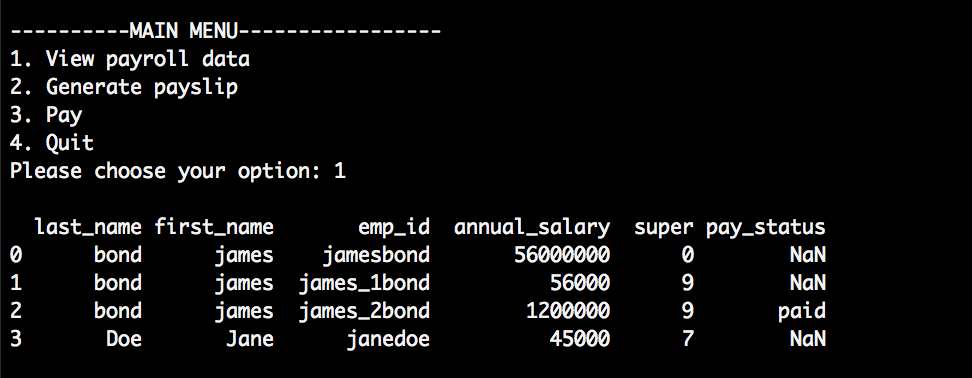 ----------MAIN MENU-----------------
1. View payroll data
2. Generate payslip
3. Pay
4. Quit
Please choose your option: 1
  last_name first_name       emp_id  annual_salary  super pay_status
0      bond      james    jamesbond       56000000      0        NaN
1      bond      james  james_1bond          56000      9        NaN
2      bond      james  james_2bond        1200000      9       paid
3       Doe       Jane      janedoe          45000      7        NaN